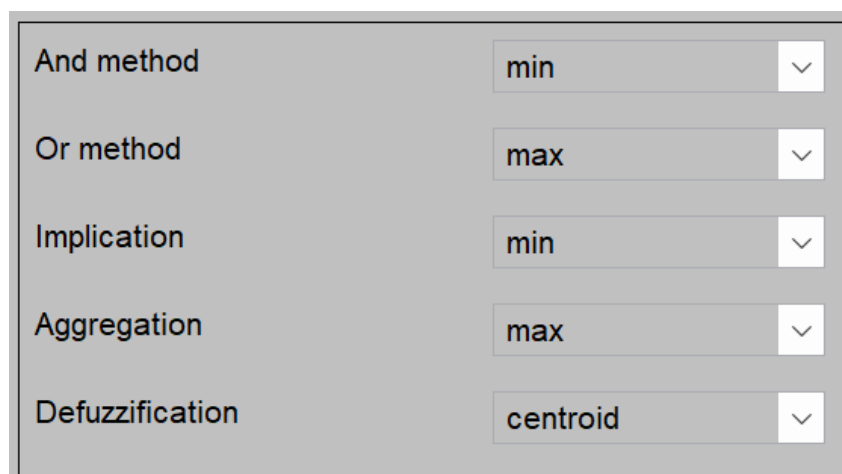 And method min
Or method max
Implication min
Aggregation max
Defuzzification centroid